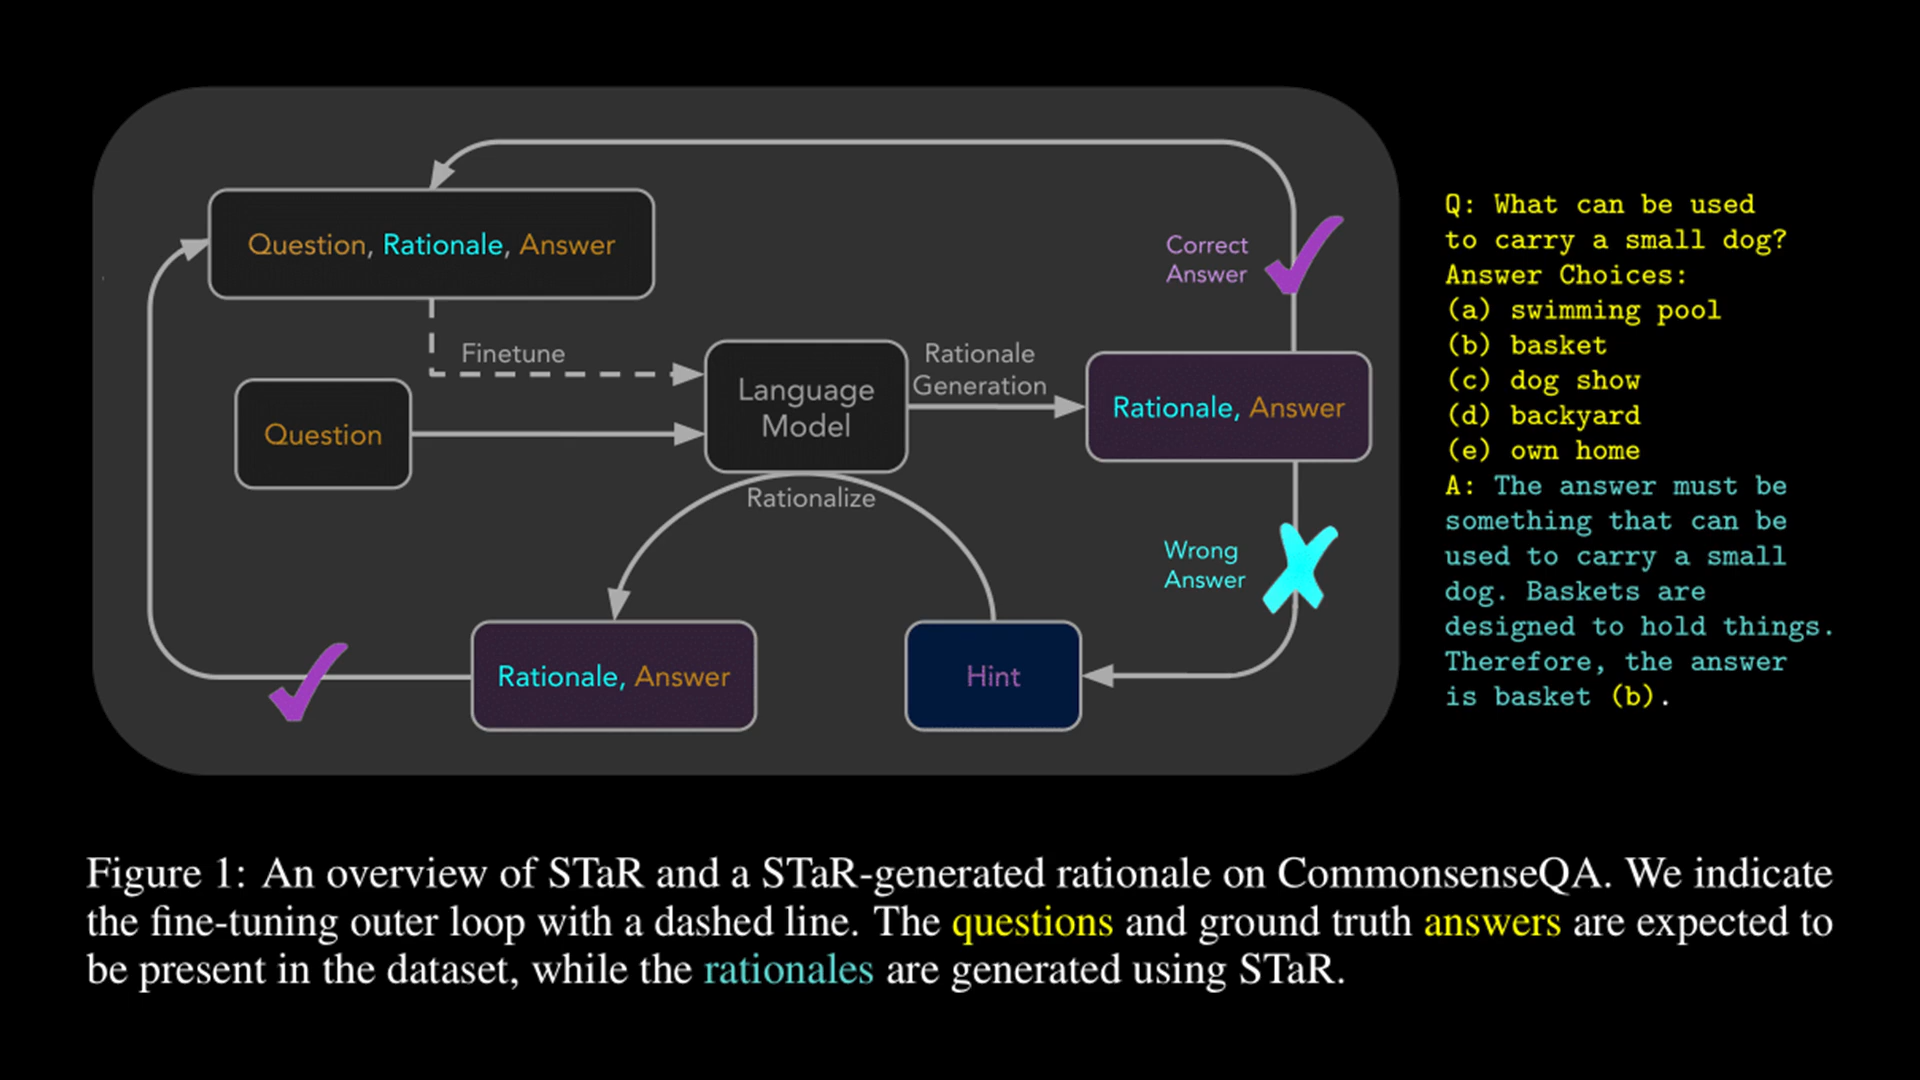 Question, Rationale, Answer
Correct
Answer
Finetune
Language
Model
Rationale
Generation
Rationale, Answer
Question
Rationalize
Wrong
Answer
Rationale, Answer
Hint
Q: What can be used
to carry a small dog?
Answer Choices:
(a) swimming pool
(b) basket
(c) dog show
(d) backyard
(e) own home
A: The answer must be
something that can be
used to carry a small
dog. Baskets are
designed to hold things.
Therefore, the answer
is basket (b).
Figure 1: An overview of STaR and a STaR-generated rationale on CommonsenseQA. We indicate
the fine-tuning outer loop with a dashed line. The questions and ground truth answers are expected to
be present in the dataset, while the rationales are generated using STaR.